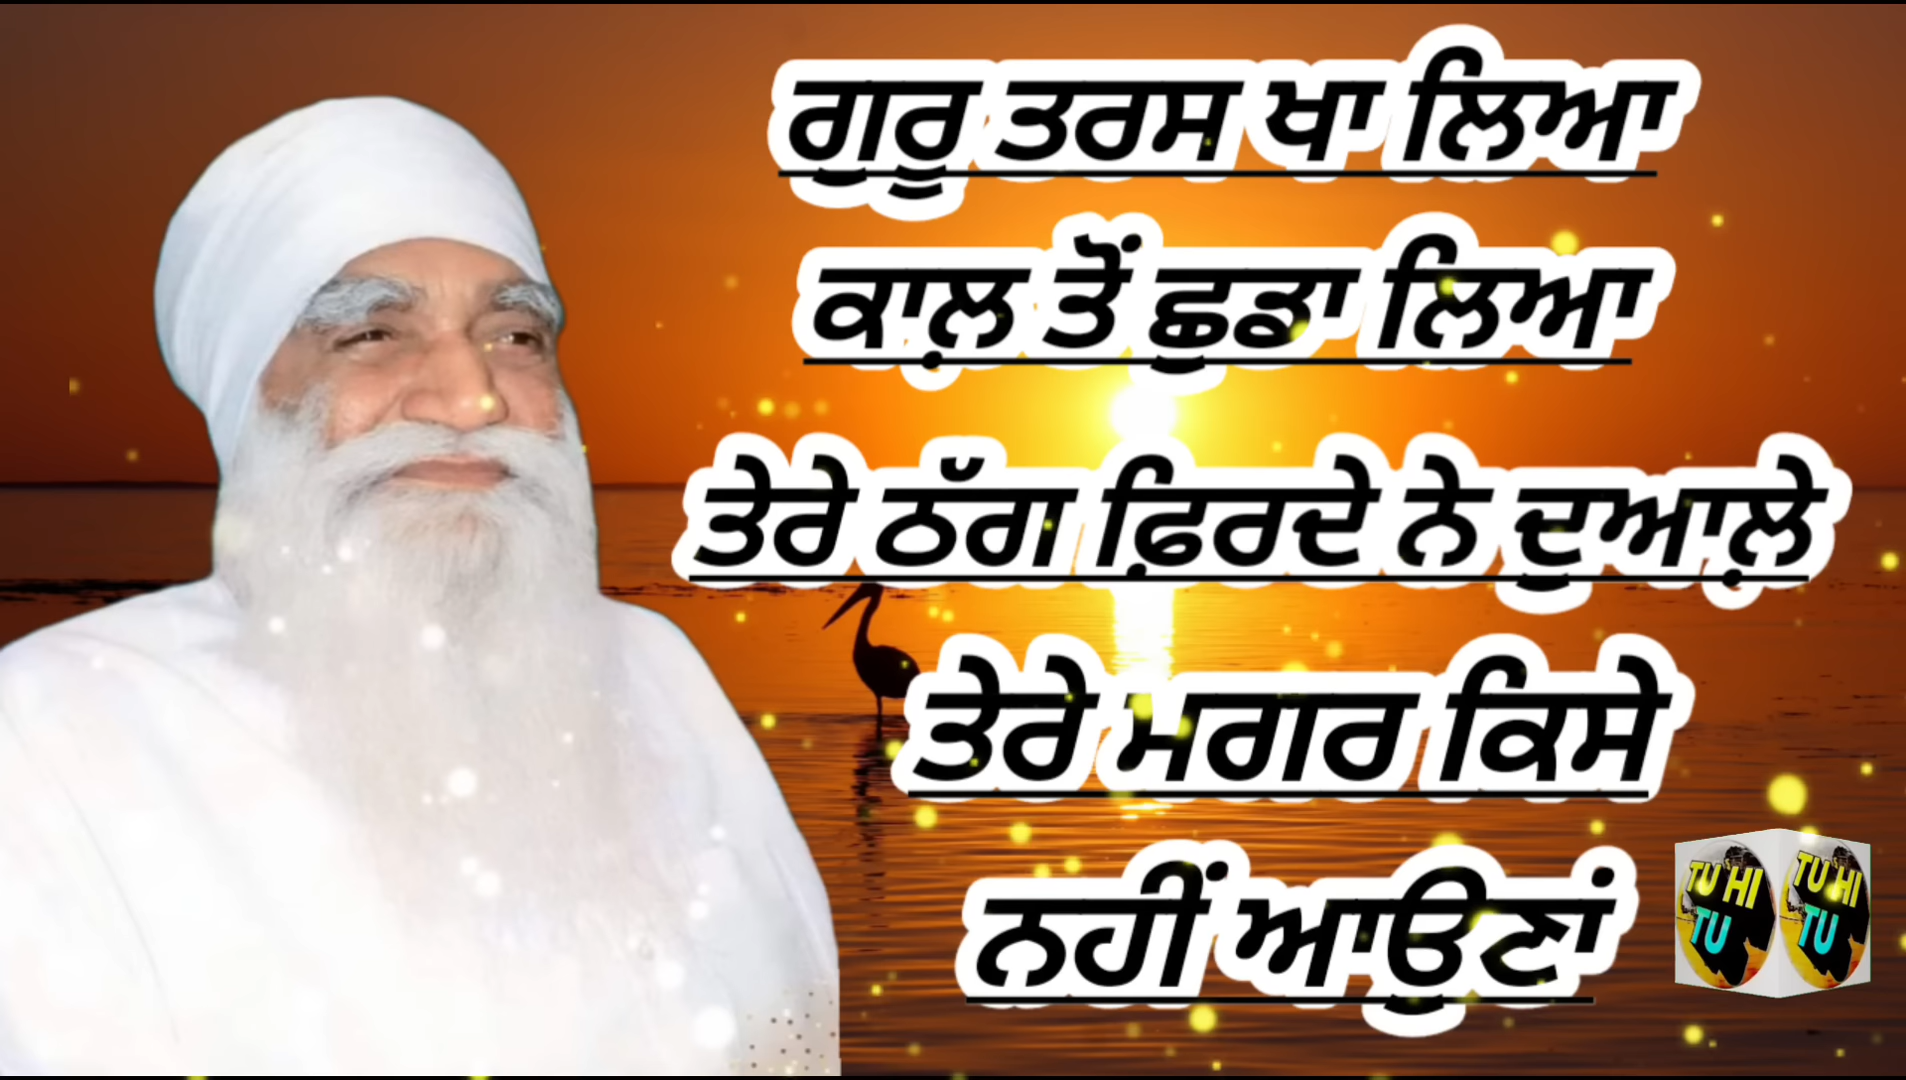 ਗੁਰੂ ਤਰਸ ਖਾ ਲਿਆ
ਕਾਲ਼ ਤੋਂ ਛੁਡਾ ਲਿਆ
ਤੇਰੇ ਠੱਗ ਫ਼ਿਰਦੇ ਨੇ ਦੁਆਲ਼ੇ
ਤੇਰੇ ਮਗਰ ਕਿਸੇ
ਨਹੀਂ ਆਉਣਾਂ
TU HI TU
TU HI TU